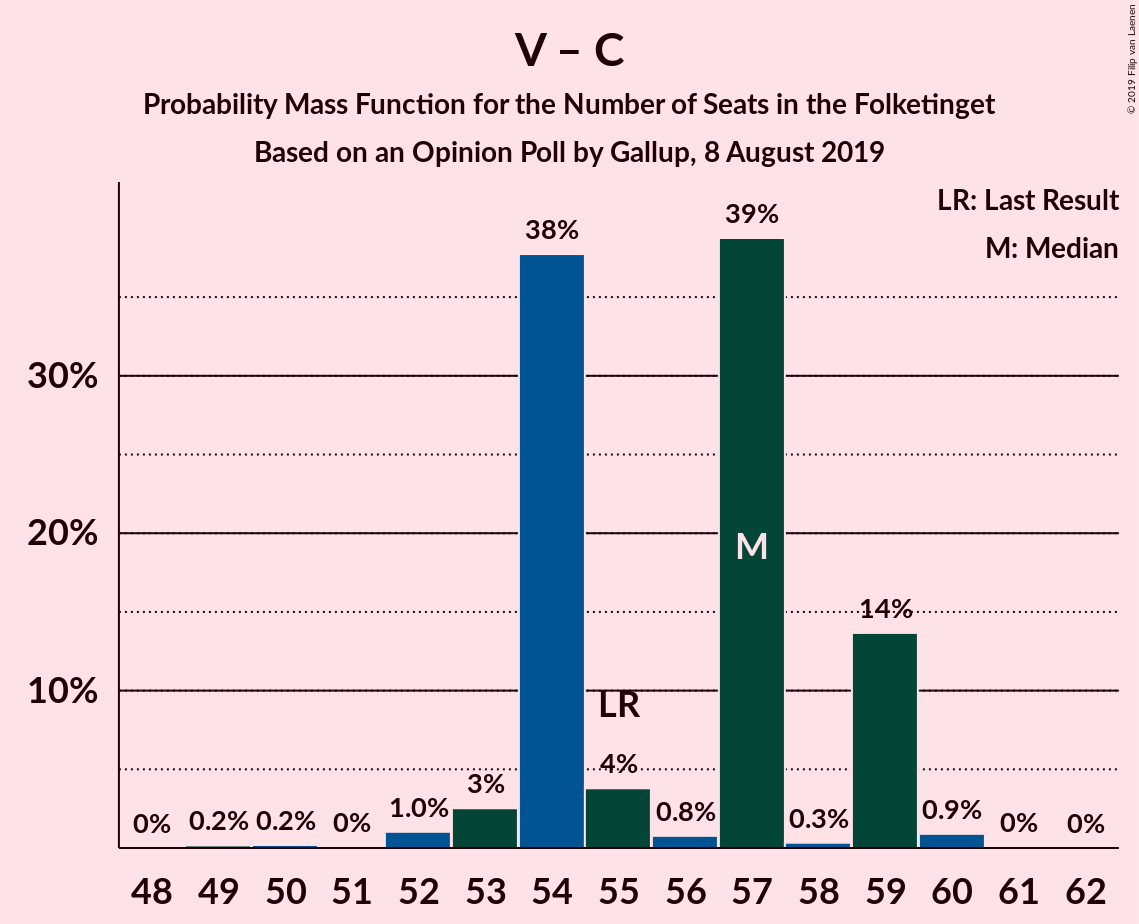 V – C
Probability Mass Function for the Number of Seats in the Folketinget
Based on an Opinion Poll by Gallup, 8 August 2019
© 2019 Filip van Laenen
LR: Last Result
M: Median
39%
38%
30%
M
20%
14%
10%
LR
4%
3%
1.0%
0.8%
0.9%
0.3%
0%
0.2%
0.2%
0%
0%
0%
48 49 50 51 52 53 54 55 56 57 58 59 60 61 62